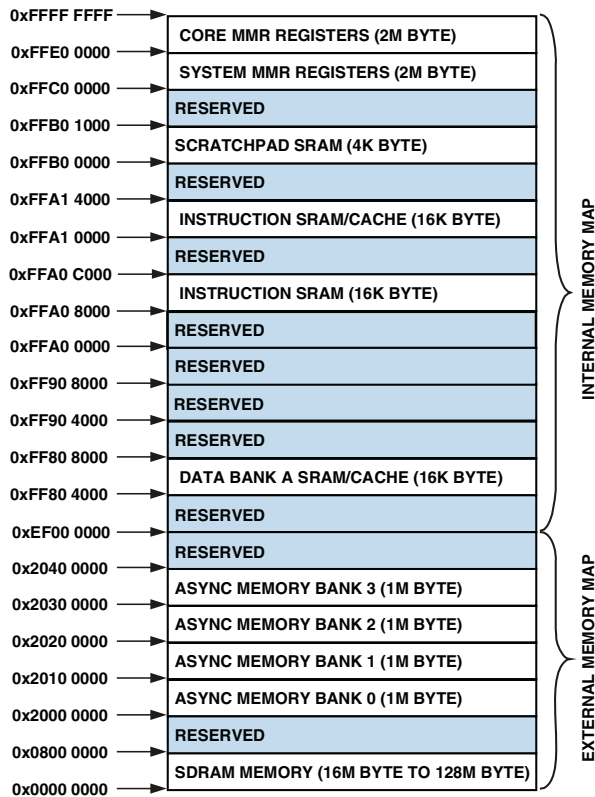 0xFFFF FFFF
CORE MMR REGISTERS (2M BYTE)
0xFFE0 0000
SYSTEM MMR REGISTERS (2M BYTE)
0xFFC0 0000
RESERVED
0xFFB0 1000
SCRATCHPAD SRAM (4K BYTE)
0xFFB0 0000
RESERVED
0xFFA1 4000
INSTRUCTION SRAM/CACHE (16K BYTE)
0xFFA1 0000
RESERVED
0xFFA0 C000
INSTRUCTION SRAM (16K BYTE)
0xFFA0 8000
RESERVED
0xFFA0 0000
RESERVED
0xFF90 8000
RESERVED
0xFF90 4000
RESERVED
0xFF80 8000
DATA BANK A SRAM/CACHE (16K BYTE)
0xFF80 4000
RESERVED
0xEF00 0000
RESERVED
0x2040 0000
ASYNC MEMORY BANK 3 (1M BYTE)
0x2030 0000
ASYNC MEMORY BANK 2 (1M BYTE)
0x2020 0000
ASYNC MEMORY BANK 1 (1M BYTE)
0x2010 0000
ASYNC MEMORY BANK 0 (1M BYTE)
0x2000 0000
RESERVED
0x0800 0000
SDRAM MEMORY (16M BYTE TO 128M BYTE)
0x0000 0000
INTERNAL MEMORY MAP
EXTERNAL MEMORY MAP